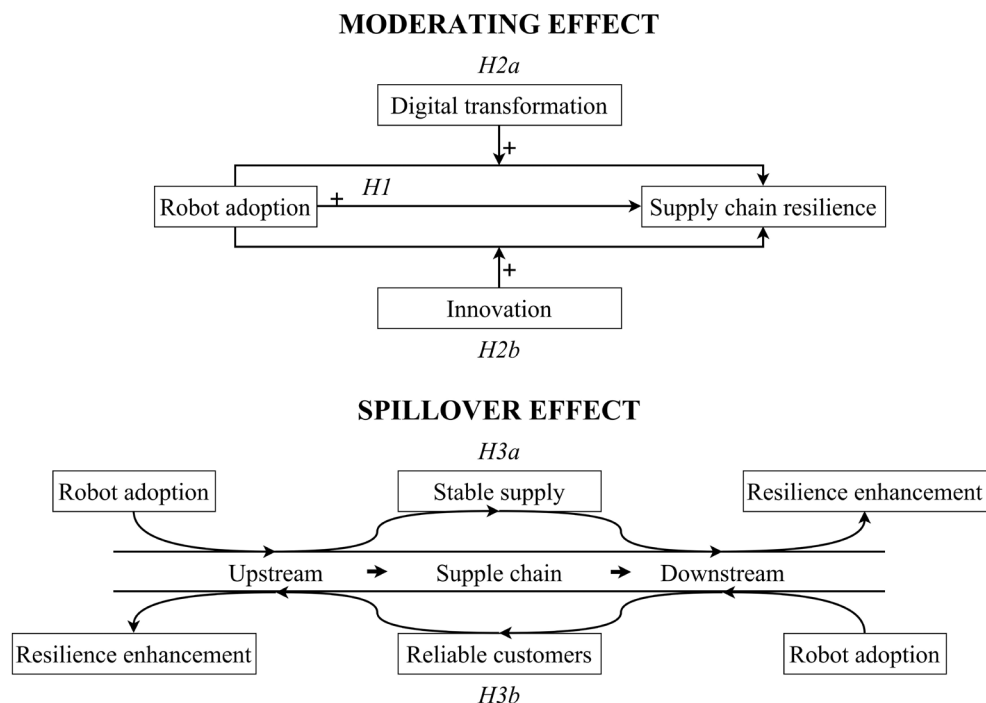 MODERATING EFFECT
H2a
Digital transformation
+
H1
Robot adoption + Supply chain resilience
+
Innovation
H2b
SPILLOVER EFFECT
H3a
Robot adoption Stable supply Resilience enhancement
Upstream Supple chain Downstream
Resilience enhancement Reliable customers Robot adoption
H3b